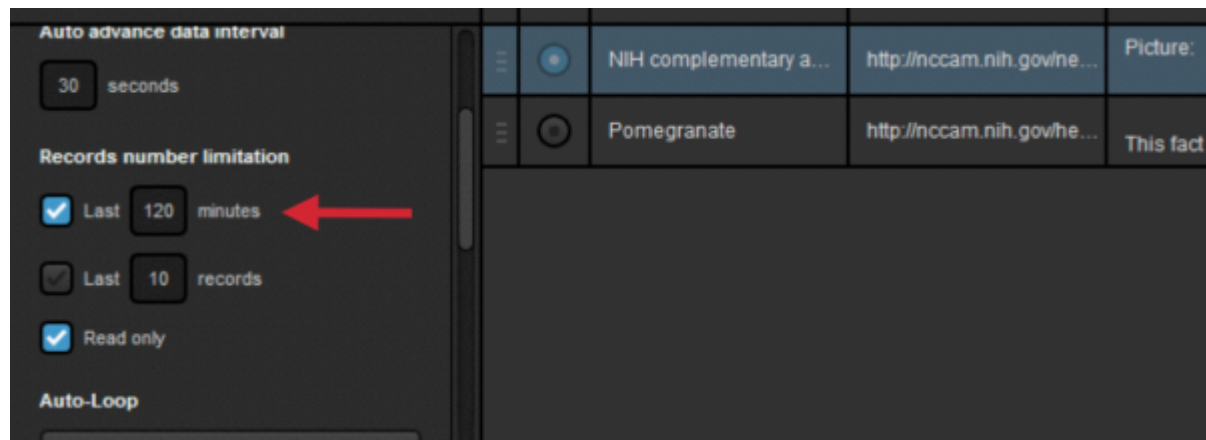 Auto advance data interval
30 seconds
Records number limitation
Last 120 minutes
Last 10 records
Read only
Auto-Loop
NIH complementary a... http://nccam.nih.gov/ne... Picture:
Pomegranate http://nccam.nih.gov/he... This fact